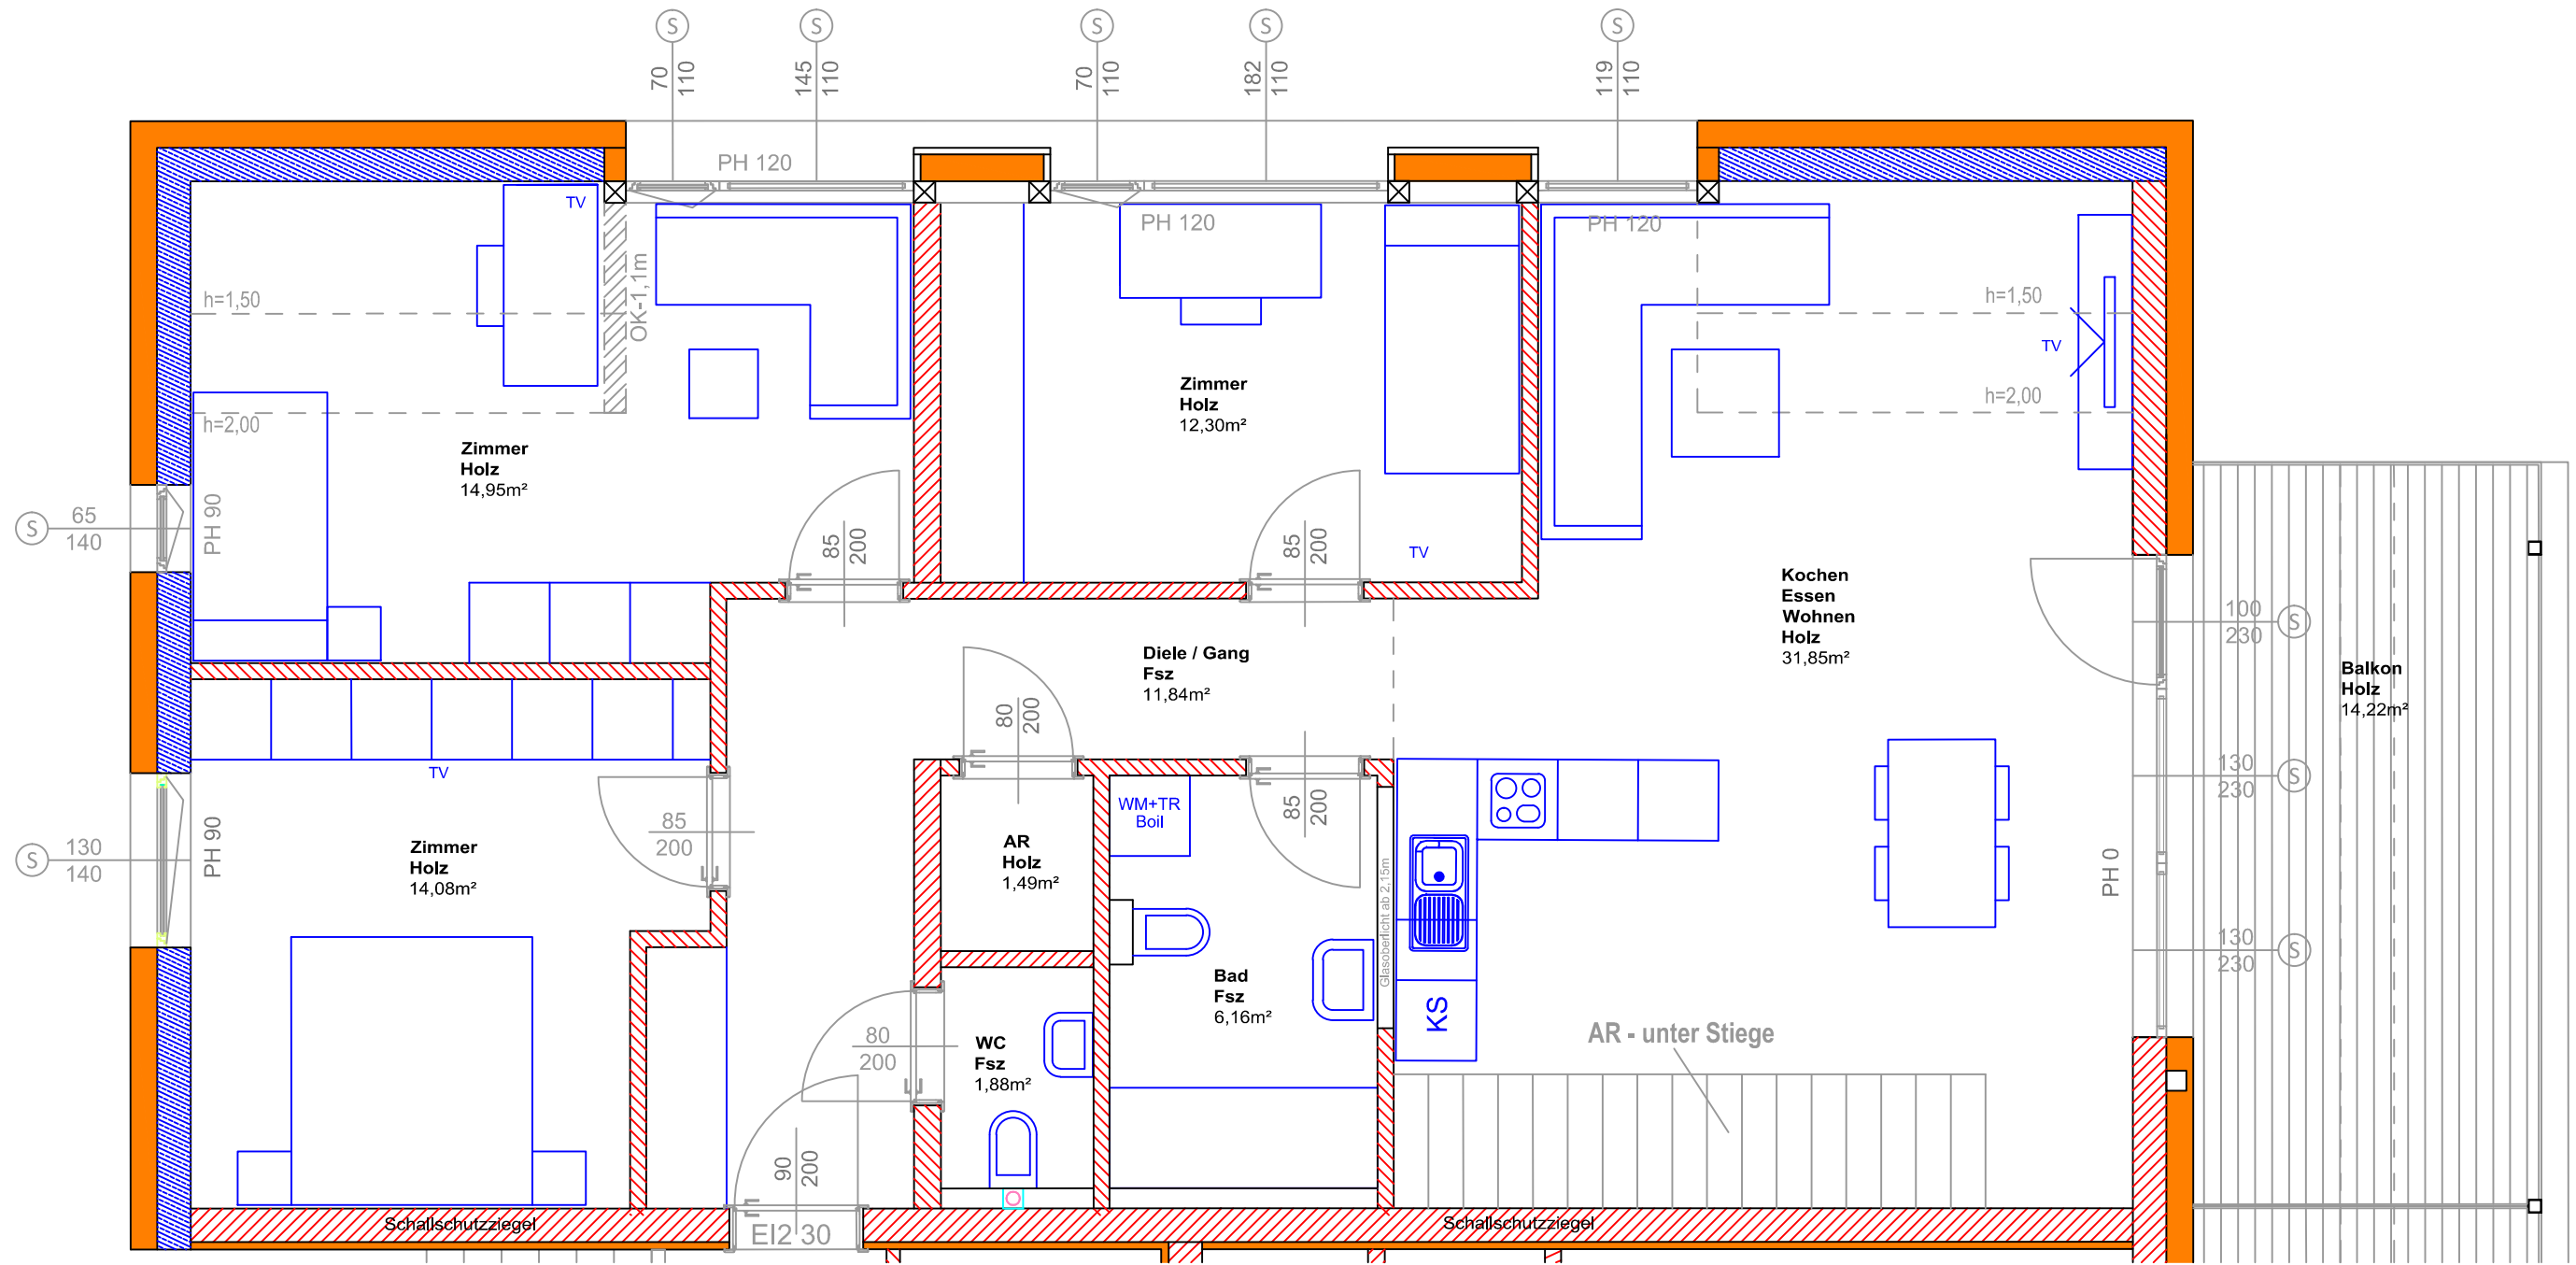 S
S
S
S
S
70
110
145
110
70
110
182
110
119
110
PH 120
PH 120
PH 120
TV
h=1,50
OK-1,1m
h=2,00
h=1,50
TV
h=2,00
Zimmer
Holz
14,95m²
Zimmer
Holz
12,30m²
TV
S
65
140
PH 90
85
200
85
200
Kochen
Essen
Wohnen
Holz
31,85m²
100
230
S
Balkon
Holz
14,22m²
Diele / Gang
Fsz
11,84m²
80
200
TV
S
130
140
PH 90
Zimmer
Holz
14,08m²
85
200
AR
Holz
1,49m²
WM+TR
Boil
85
200
Glasoberlicht ab 2,15m
130
230
S
PH 0
130
230
S
Bad
Fsz
6,16m²
KS
AR - unter Stiege
80
200
WC
Fsz
1,88m²
90
200
EI2 30
Schallschutzziegel
Schallschutzziegel